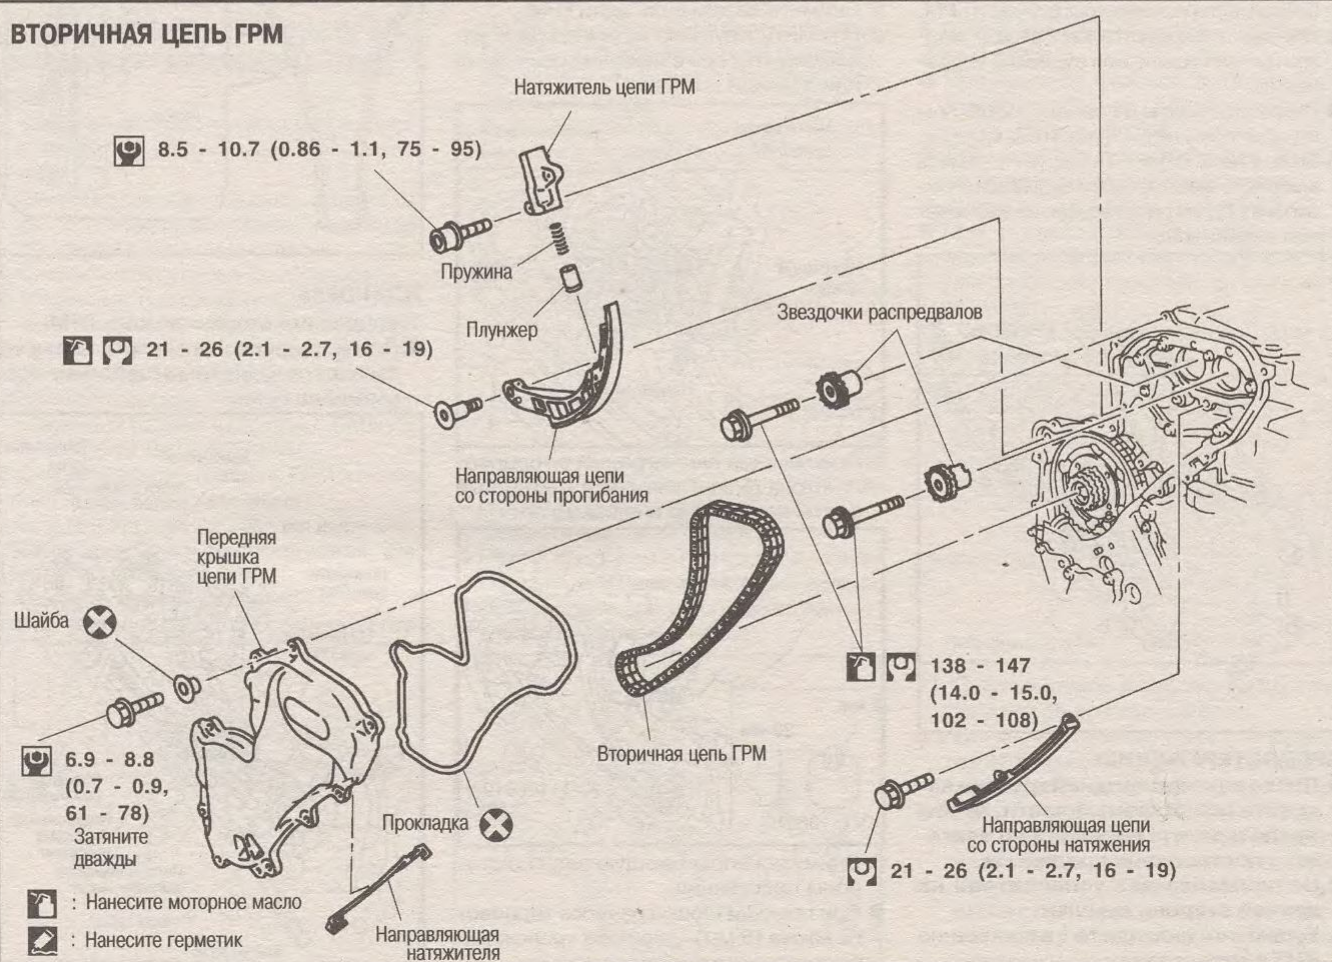 ВТОРИЧНАЯ ЦЕПЬ ГРМ
Натяжитель цепи ГРМ
8.5 - 10.7 (0.86 - 1.1, 75 - 95)
Пружина
Плунжер
Звездочки распредвалов
21 - 26 (2.1 - 2.7, 16 - 19)
Направляющая цепи
со стороны прогибания
Передняя
крышка
цепи ГРМ
Шайба
138 - 147
(14.0 - 15.0,
102 - 108)
Вторичная цепь ГРМ
6.9 - 8.8
(0.7 - 0.9,
61 - 78)
Затяните
дважды
Прокладка
Направляющая цепи
со стороны натяжения
21 - 26 (2.1 - 2.7, 16 - 19)
: Нанесите моторное масло
: Нанесите герметик
Направляющая
натяжителя